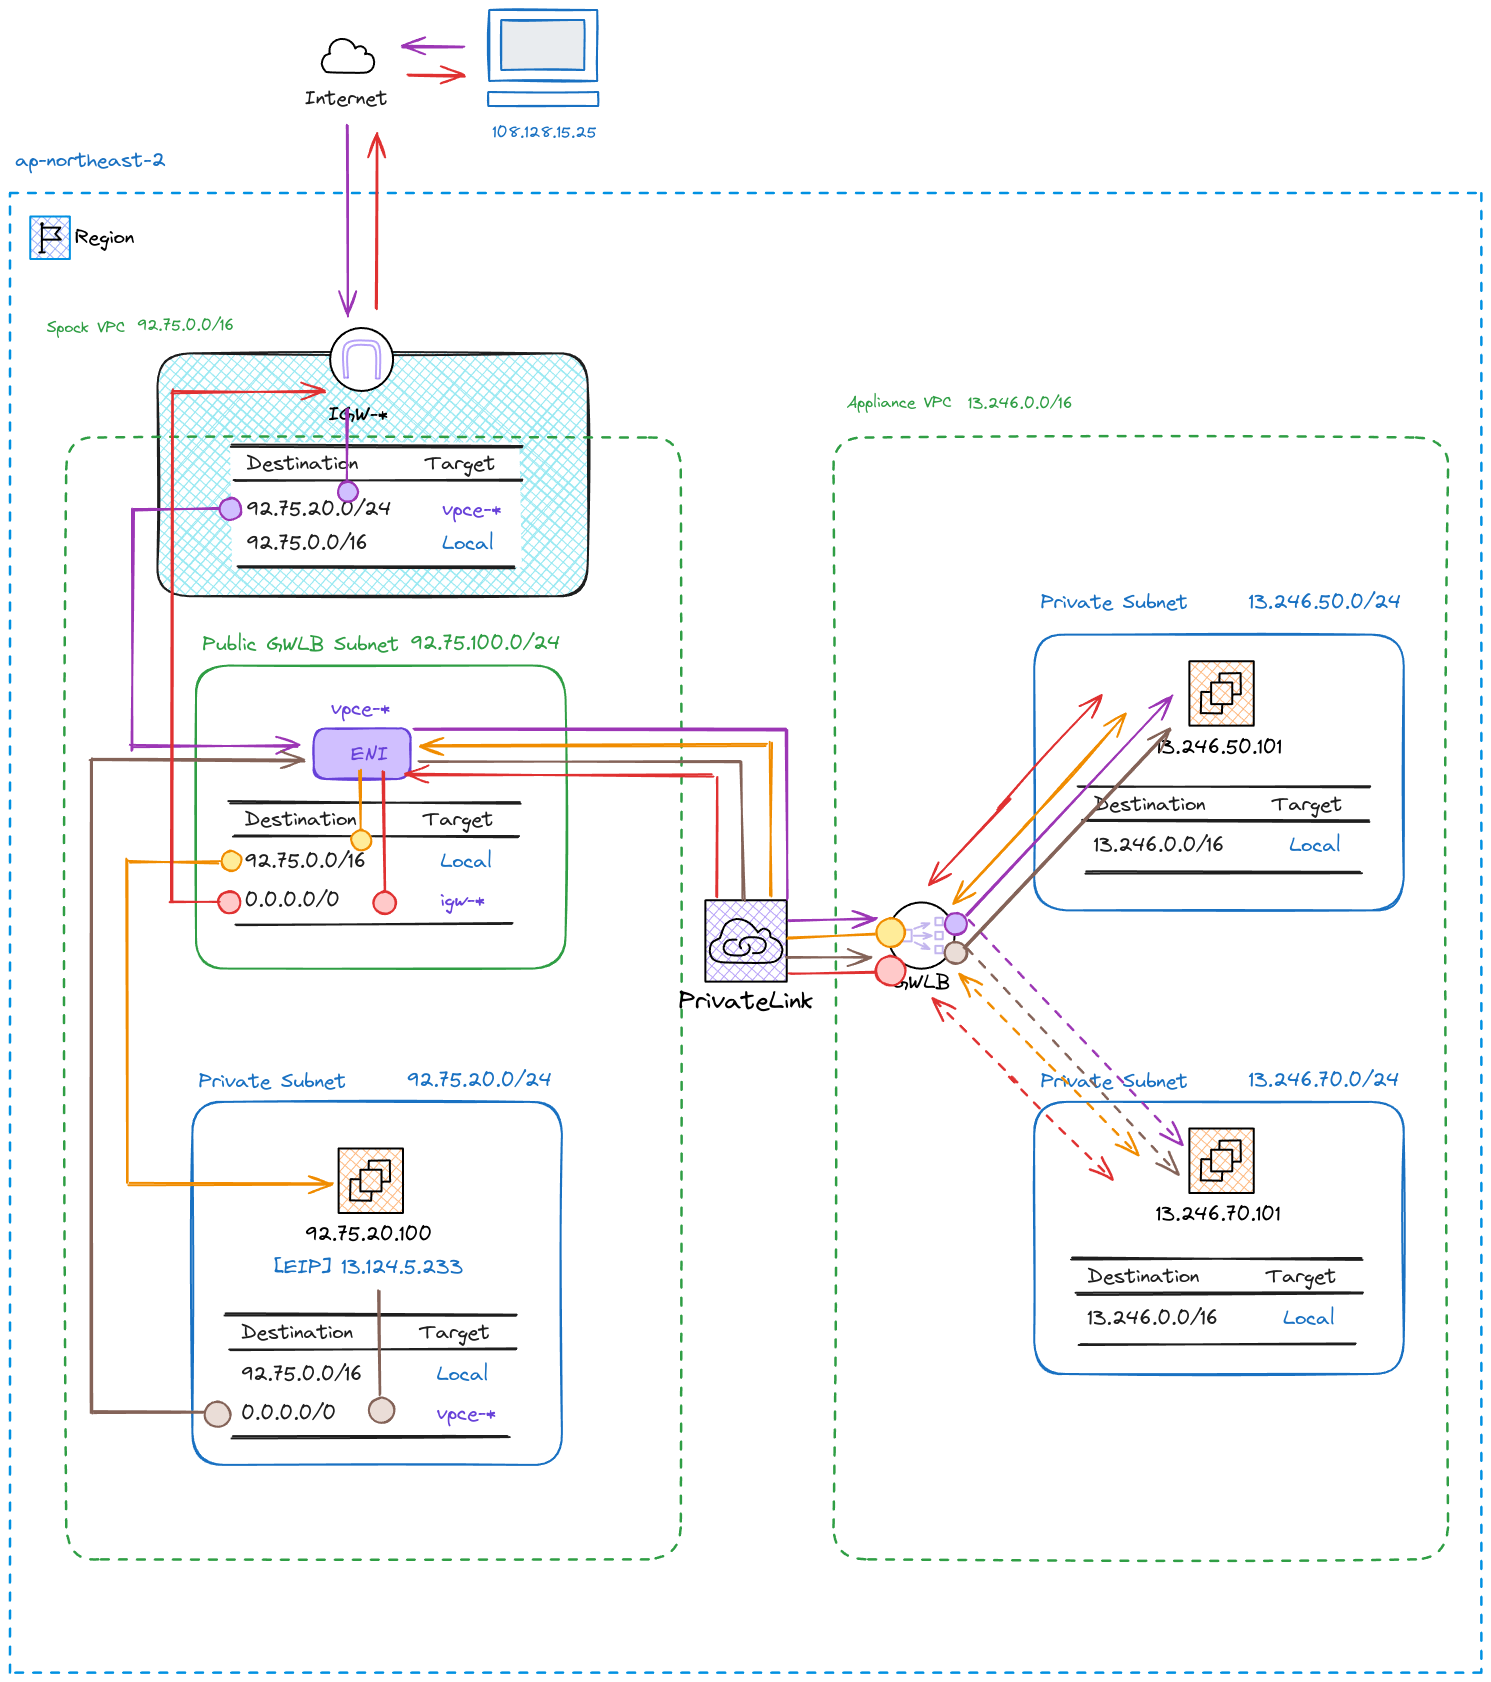 Internet
108.128.15.25
ap-northeast-2
Region
Spock VPC 92.75.0.0/16
IGW-*
Destination Target
92.75.20.0/24 vpce-*
92.75.0.0/16 Local
Public GWLB Subnet 92.75.100.0/24
vpce-*
ENI
Destination Target
92.75.0.0/16 Local
0.0.0.0/0 igw-*
Private Subnet 92.75.20.0/24
92.75.20.100
[EIP] 13.124.5.233
Destination Target
92.75.0.0/16 Local
0.0.0.0/0 vpce-*
PrivateLink
Appliance VPC 13.246.0.0/16
GWLB
Private Subnet 13.246.50.0/24
13.246.50.101
Destination Target
13.246.0.0/16 Local
Private Subnet 13.246.70.0/24
13.246.70.101
Destination Target
13.246.0.0/16 Local